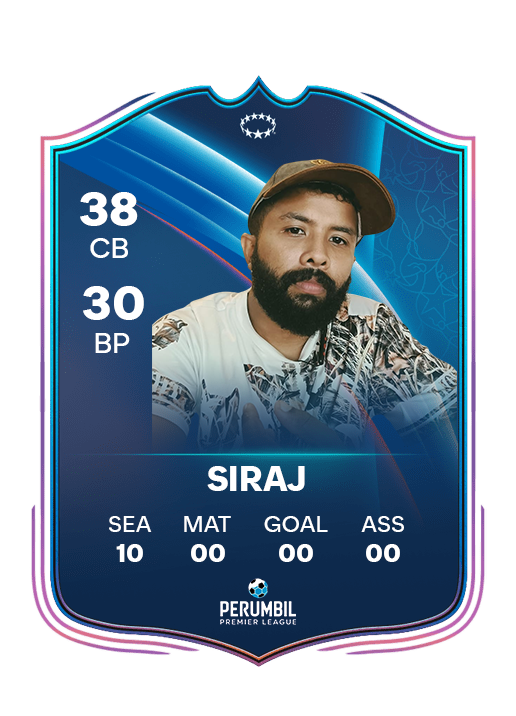 38
CB
30
BP
SIRAJ
SEA MAT GOAL ASS
10 00 00 00
PERUMBIL
PREMIER LEAGUE